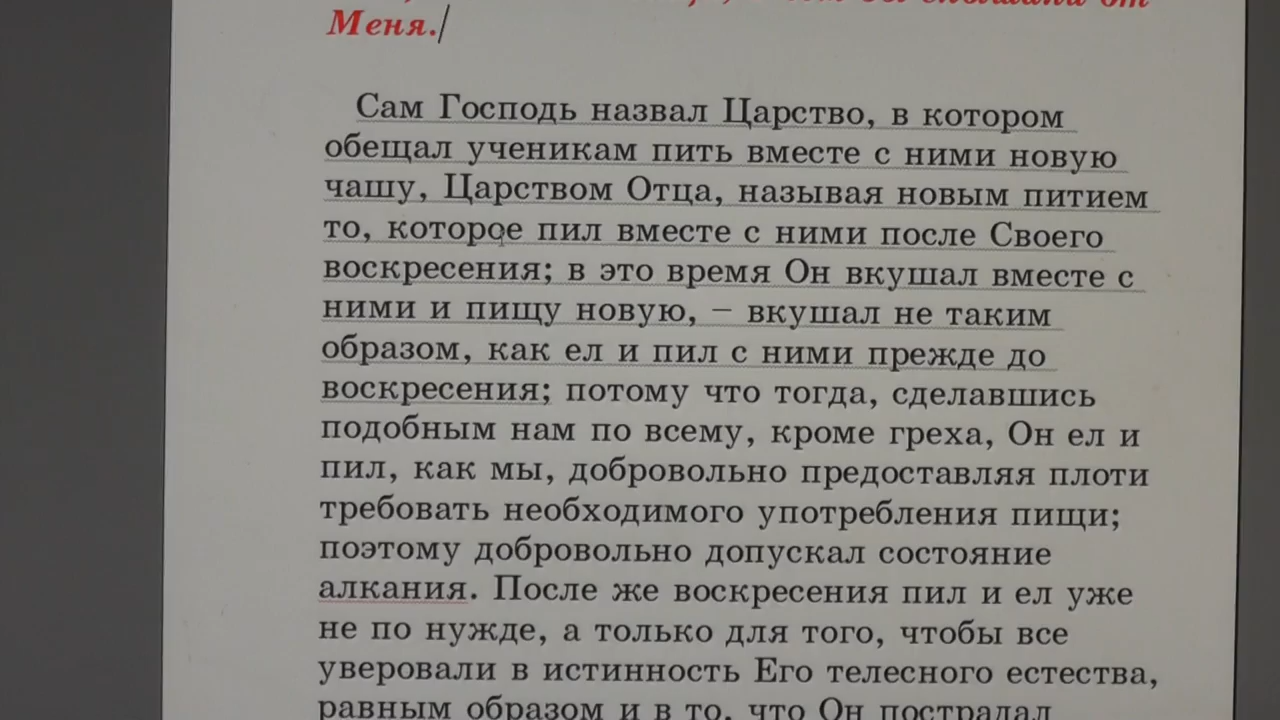 от
Меня.
Сам Господь назвал Царство, в котором
обещал ученикам пить вместе с ними новую
чашу, Царством Отца, называя новым питием
то, которое пил вместе с ними после Своего
воскресения; в это время Он вкушал вместе с
ними и пищу новую, – вкушал не таким
образом, как ел и пил с ними прежде до
воскресения; потому что тогда, сделавшись
подобным нам по всему, кроме греха, Он ел и
пил, как мы, добровольно предоставляя плоти
требовать необходимого употребления пищи;
поэтому добровольно допускал состояние
алкания. После же воскресения пил и ел уже
не по нужде, а только для того, чтобы все
уверовали в истинность Его телесного естества,
равным образом и в то, что Он пострадал